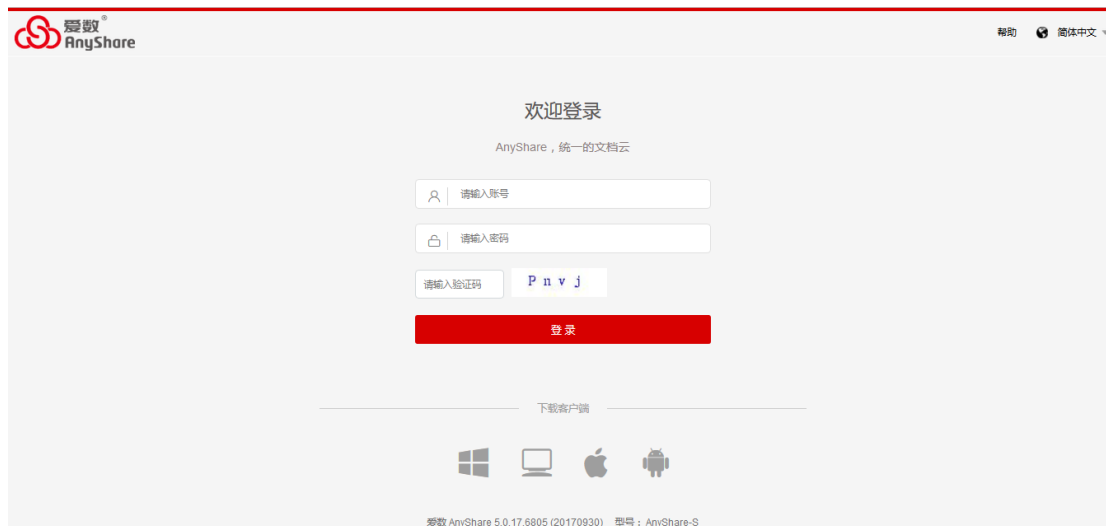 爱数®
AnyShare
帮助 简体中文
欢迎登录
AnyShare，统一的文档云
请输入账号
请输入密码
请输入验证码 Pnvj
登录
下载客户端
爱数 AnyShare 5.0.17.6805 (20170930) 型号：AnyShare-S